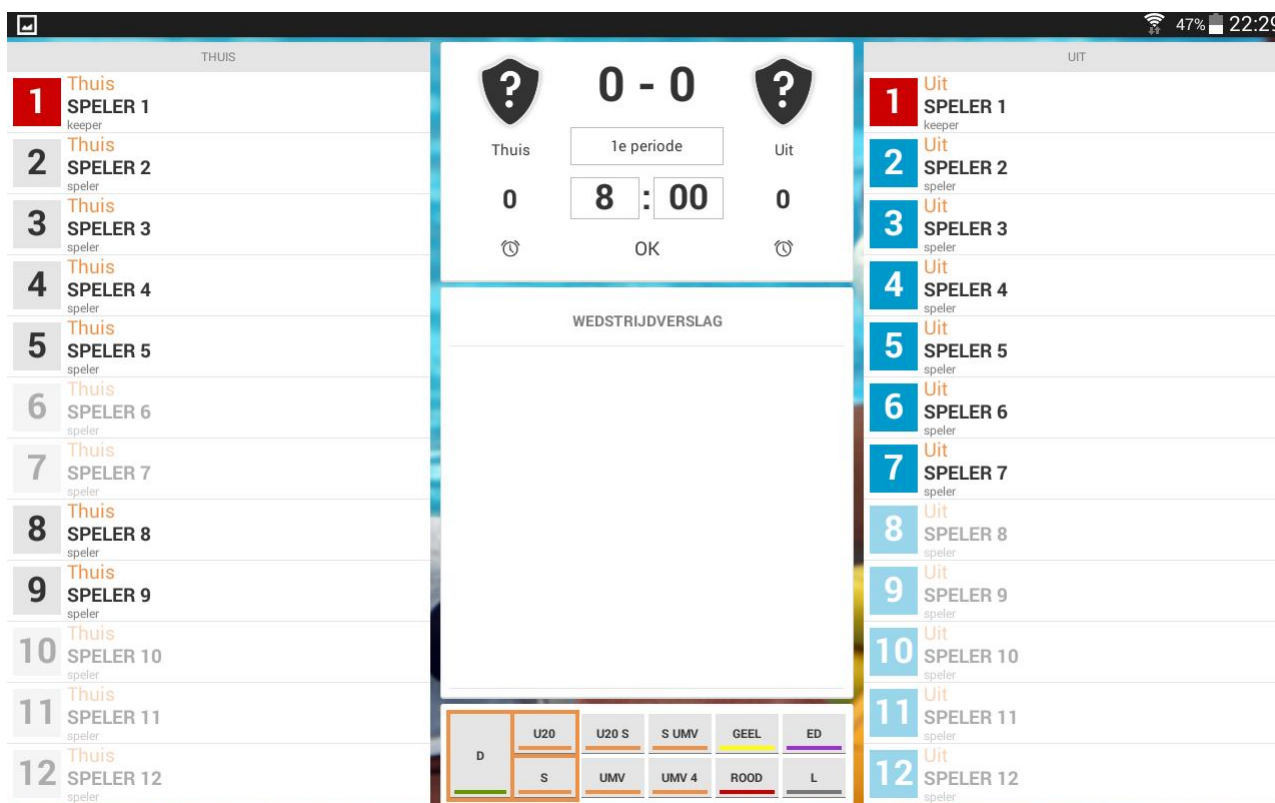 47% 22:29
THUIS
1 Thuis
SPELER 1
keeper
2 Thuis
SPELER 2
speler
3 Thuis
SPELER 3
speler
4 Thuis
SPELER 4
speler
5 Thuis
SPELER 5
speler
6 Thuis
SPELER 6
speler
7 Thuis
SPELER 7
speler
8 Thuis
SPELER 8
speler
9 Thuis
SPELER 9
speler
10 Thuis
SPELER 10
speler
11 Thuis
SPELER 11
speler
12 Thuis
SPELER 12
speler
? 0 - 0 ?
Thuis 1e periode Uit
0 8 : 00 0
OK
WEDSTRIJDVERSLAG
D
U20 U20 S S UMV GEEL ED
S UMV UMV 4 ROOD L
UIT
1 Uit
SPELER 1
keeper
2 Uit
SPELER 2
speler
3 Uit
SPELER 3
speler
4 Uit
SPELER 4
speler
5 Uit
SPELER 5
speler
6 Uit
SPELER 6
speler
7 Uit
SPELER 7
speler
8 Uit
SPELER 8
speler
9 Uit
SPELER 9
speler
10 Uit
SPELER 10
speler
11 Uit
SPELER 11
speler
12 Uit
SPELER 12
speler